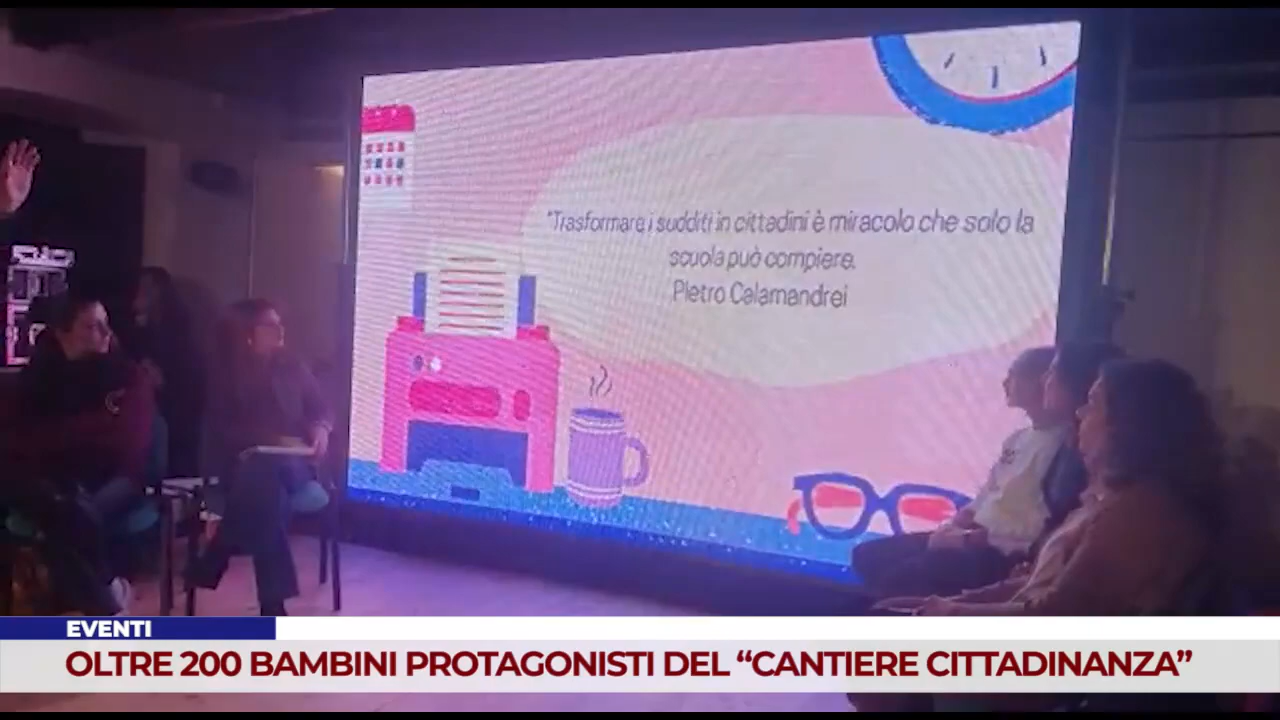 "Trasformare i sudditi in cittadini è miracolo che solo la
scuola può compiere.
Pietro Calamandrei
EVENTI
OLTRE 200 BAMBINI PROTAGONISTI DEL “CANTIERE CITTADINANZA”